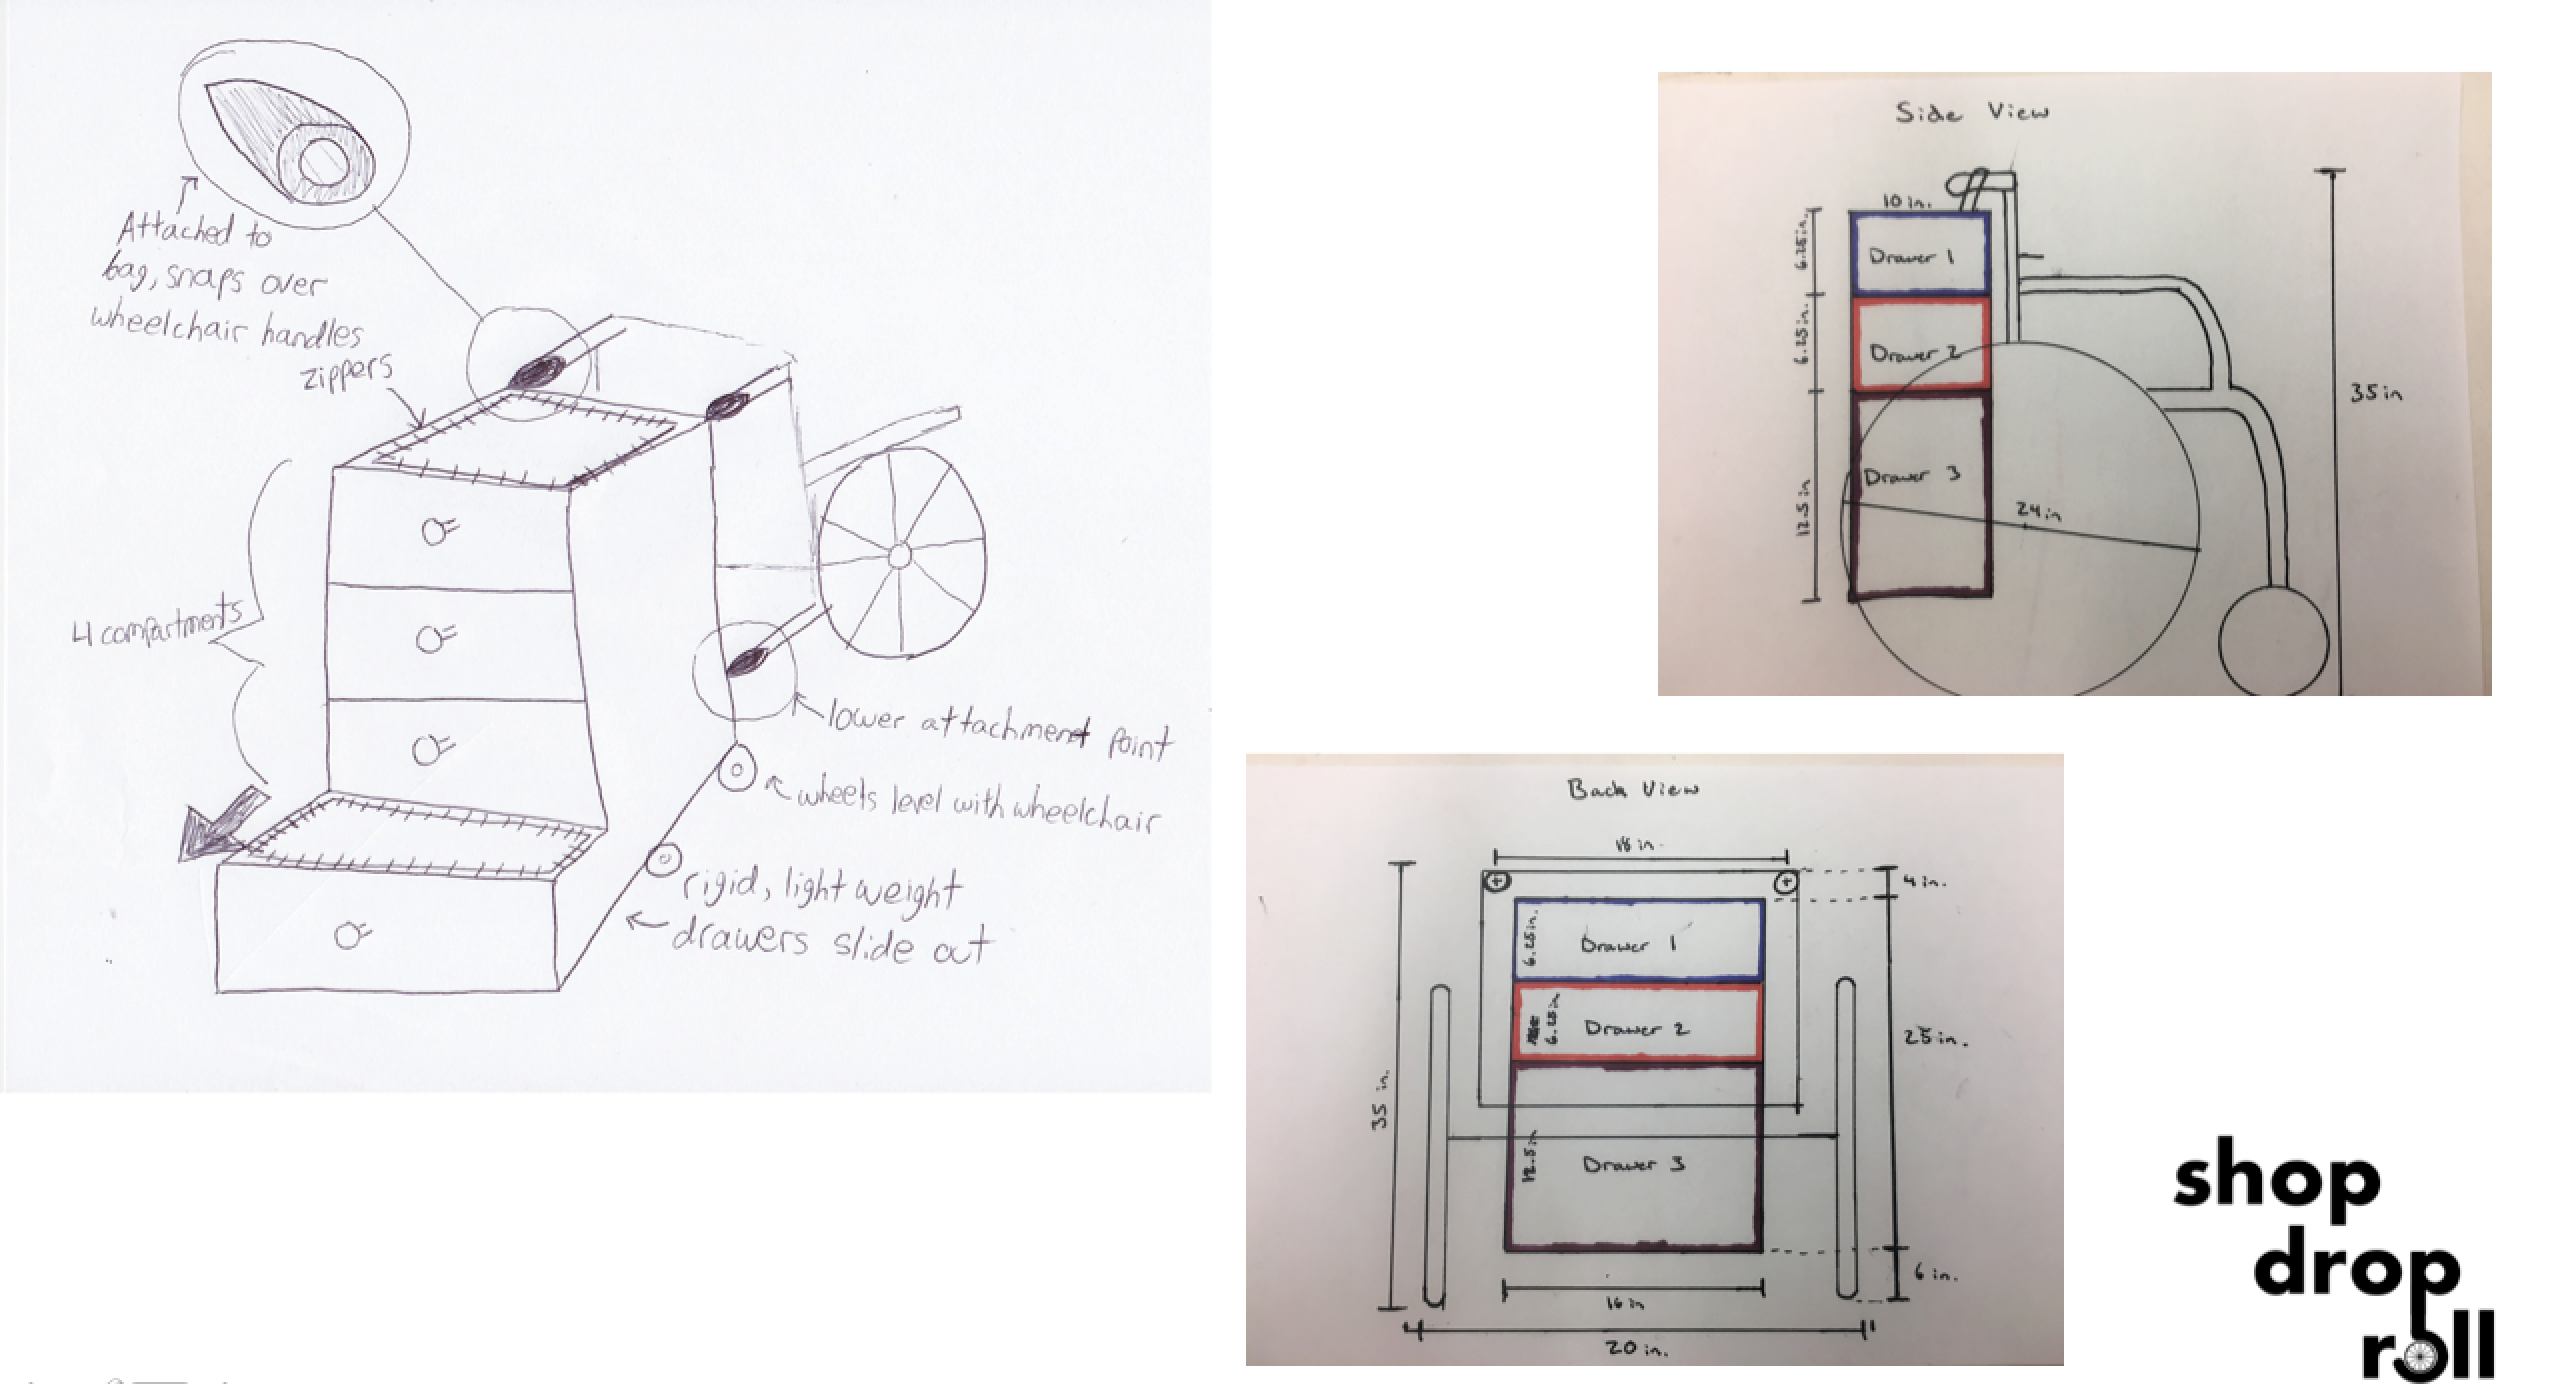 Attached to
bag, snaps over
wheelchair handles
zippers
4 compartments
lower attachment point
wheels level with wheelchair
rigid, light weight
drawers slide out
Side View
10 in.
6.25 in.
Drawer 1
6.25 in.
Drawer 2
12.5 in
Drawer 3
24 in
35 in
Back View
18 in.
4 in.
6.25 in.
Drawer 1
6.25 in.
Drawer 2
25 in.
35 in.
12.5 in
Drawer 3
6 in.
16 in
20 in.
shop
drop
roll